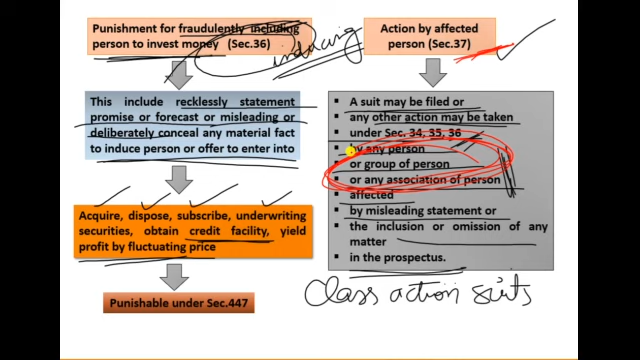 Punishment for fraudulently including
person to invest money (Sec.36)
inducing
This include recklessly statement
promise or forecast or misleading or
deliberately conceal any material fact
to induce person or offer to enter into
Acquire, dispose, subscribe, underwriting
securities, obtain credit facility, yield
profit by fluctuating price
Punishable under Sec.447
Action by affected
person (Sec.37)
▪ A suit may be filed or
▪ any other action may be taken
▪ under Sec. 34, 35, 36
▪ by any person
▪ or group of person
▪ or any association of person
▪ affected
▪ by misleading statement or
▪ the inclusion or omission of any
matter
▪ in the prospectus.
Class action suits